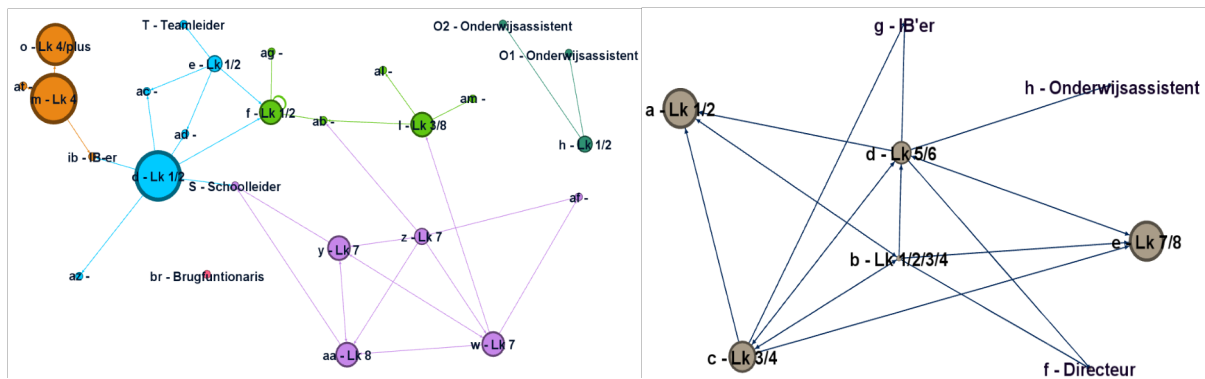 T - Teamleider
O2 - Onderwijsassistent
o - Lk 4/plus
ag -
O1 - Onderwijsassistent
e - Lk 1/2
al -
at -
m - Lk 4
ac -
am -
f - Lk 1/2
ab -
l - Lk 3/8
ad -
h - Lk 1/2
ib - IB-er
c - Lk 1/2
S - Schoolleider
af -
z - Lk 7
y - Lk 7
az -
br - Brugfuntionaris
w - Lk 7
aa - Lk 8
g - IB'er
h - Onderwijsassistent
a - Lk 1/2
d - Lk 5/6
e - Lk 7/8
b - Lk 1/2/3/4
c - Lk 3/4
f - Directeur